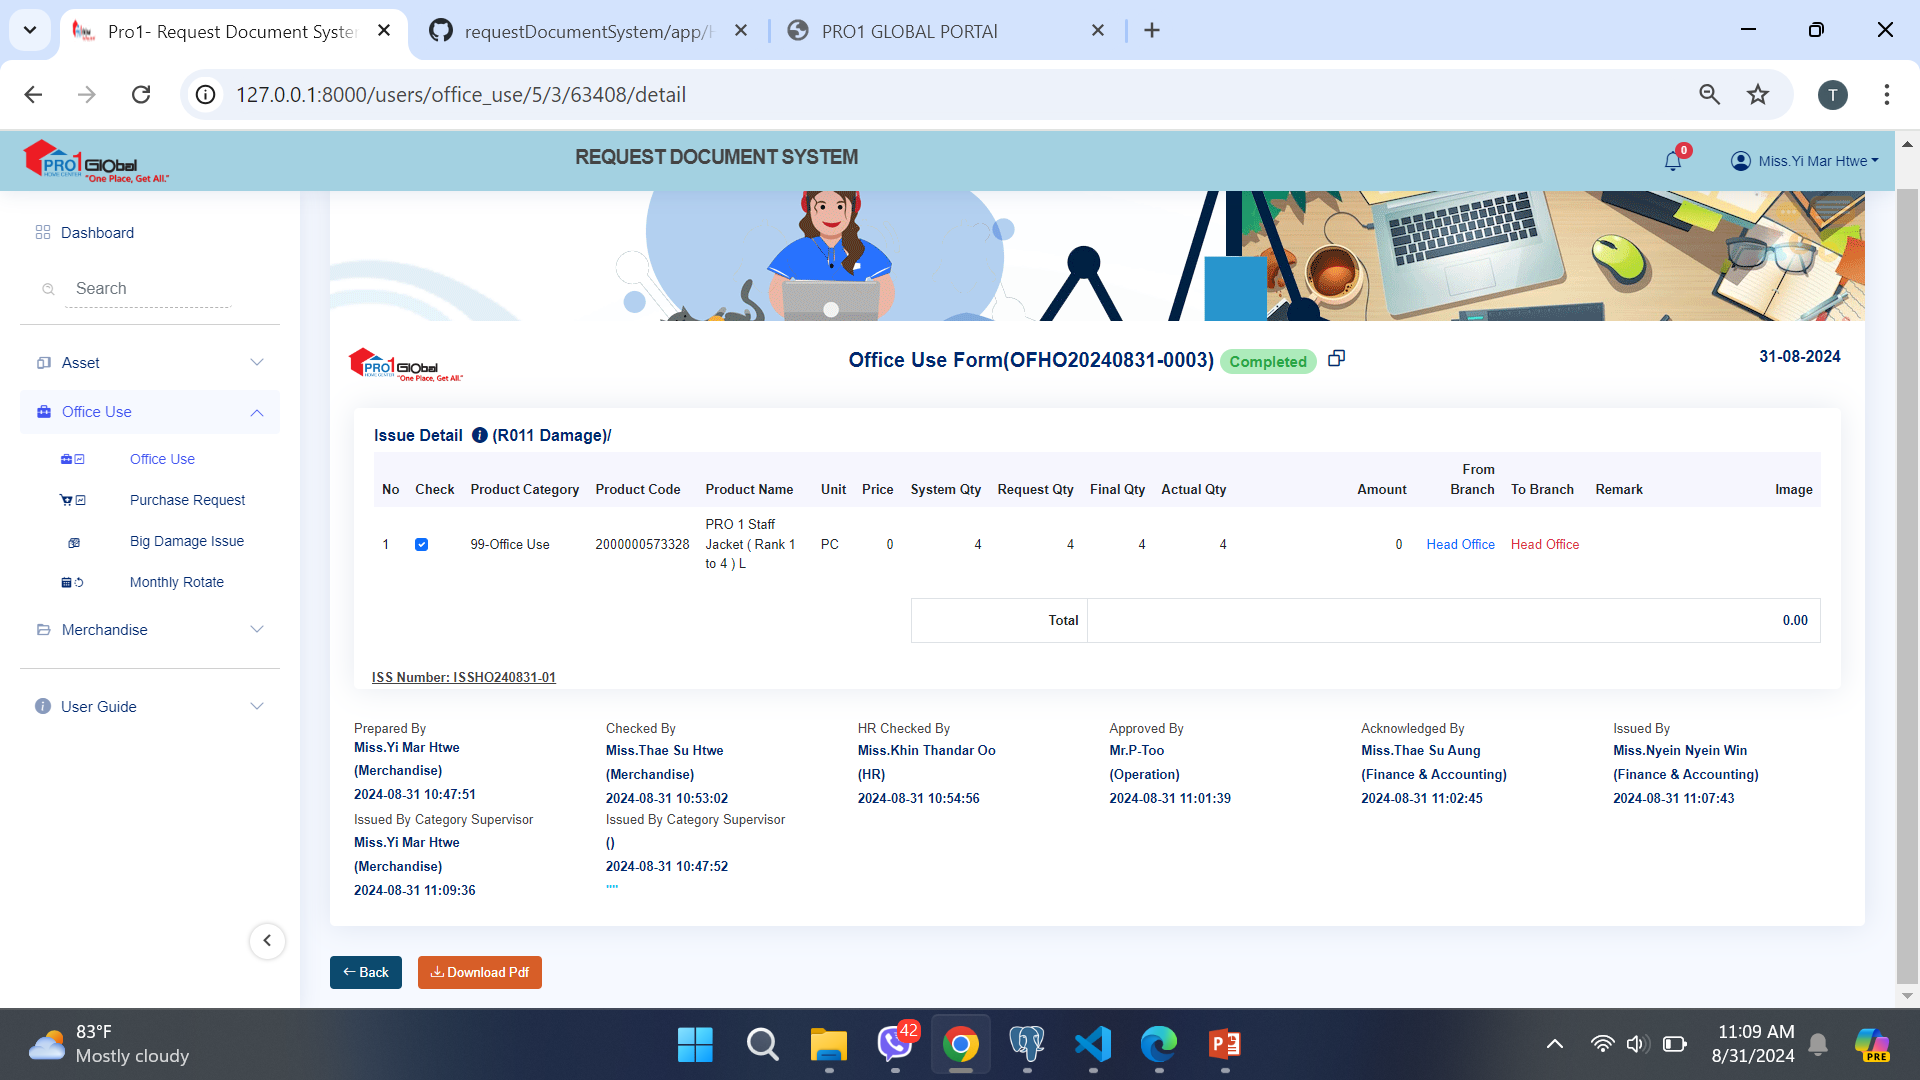 Pro1- Request Document Syste
requestDocumentSystem/app/H
PRO1 GLOBAL PORTAl
127.0.0.1:8000/users/office_use/5/3/63408/detail
T
PRO1 Global
HOME CENTER "One Place, Get All."
REQUEST DOCUMENT SYSTEM
0
Miss.Yi Mar Htwe
Dashboard
Search
Asset
Office Use
Office Use
Purchase Request
Big Damage Issue
Monthly Rotate
Merchandise
User Guide
PRO1 Global
HOME CENTER "One Place, Get All."
Office Use Form(OFHO20240831-0003) Completed
31-08-2024
Issue Detail (R011 Damage)/
No Check Product Category Product Code Product Name Unit Price System Qty Request Qty Final Qty Actual Qty Amount From Branch To Branch Remark Image
1 99-Office Use 2000000573328 PRO 1 Staff Jacket ( Rank 1 to 4 ) L PC 0 4 4 4 4 0 Head Office Head Office
Total 0.00
ISS Number: ISSHO240831-01
Prepared By
Miss.Yi Mar Htwe
(Merchandise)
2024-08-31 10:47:51
Checked By
Miss.Thae Su Htwe
(Merchandise)
2024-08-31 10:53:02
HR Checked By
Miss.Khin Thandar Oo
(HR)
2024-08-31 10:54:56
Approved By
Mr.P-Too
(Operation)
2024-08-31 11:01:39
Acknowledged By
Miss.Thae Su Aung
(Finance & Accounting)
2024-08-31 11:02:45
Issued By
Miss.Nyein Nyein Win
(Finance & Accounting)
2024-08-31 11:07:43
Issued By Category Supervisor
Miss.Yi Mar Htwe
(Merchandise)
2024-08-31 11:09:36
Issued By Category Supervisor
()
2024-08-31 10:47:52
""
Back
Download Pdf
83°F
Mostly cloudy
42
P
11:09 AM
8/31/2024
PRE